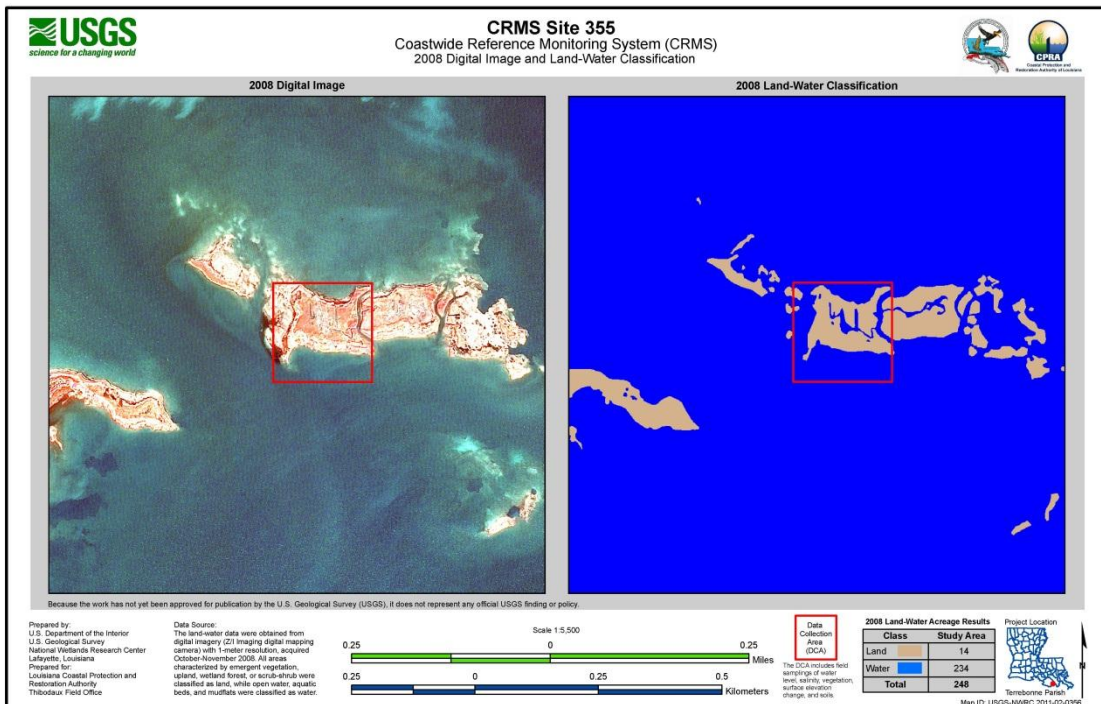 USGS
science for a changing world
CRMS Site 355
Coastwide Reference Monitoring System (CRMS)
2008 Digital Image and Land-Water Classification
CPRA
Coastal Protection and
Restoration Authority of Louisiana
2008 Digital Image
2008 Land-Water Classification
Because the work has not yet been approved for publication by the U.S. Geological Survey (USGS), it does not represent any official USGS finding or policy.
Prepared by:
U.S. Department of the Interior
U.S. Geological Survey
National Wetlands Research Center
Lafayette, Louisiana
Prepared for:
Louisiana Coastal Protection and
Restoration Authority
Thibodaux Field Office
Data Source:
The land-water data were obtained from
digital imagery (Z/I Imaging digital mapping
camera) with 1-meter resolution, acquired
October-November 2008. All areas
characterized by emergent vegetation,
upland, wetland forest, or scrub-shrub were
classified as land, while open water, aquatic
beds, and mudflats were classified as water.
Scale 1:5,500
0.25 0 0.25
Miles
0.25 0 0.25 0.5
Kilometers
Data
Collection
Area
(DCA)
The DCA includes field
samplings of water
level, salinity, vegetation,
surface elevation
change, and soils.
2008 Land-Water Acreage Results
Class Study Area
Land 14
Water 234
Total 248
Project Location
Terrebonne Parish
N
Map ID: USGS-NWRC 2011-02-0356